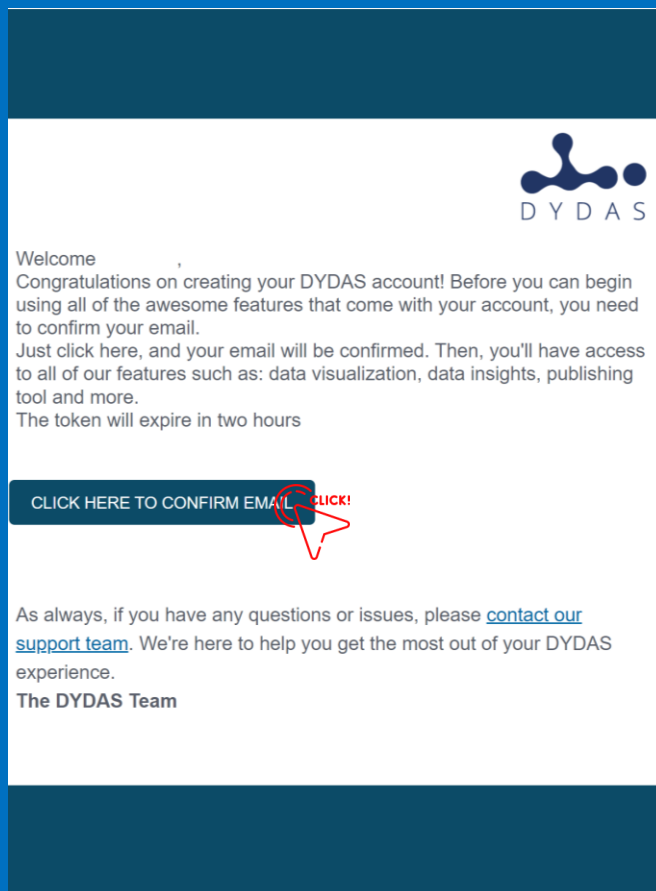 DYDAS
Welcome ,
Congratulations on creating your DYDAS account! Before you can begin
using all of the awesome features that come with your account, you need
to confirm your email.
Just click here, and your email will be confirmed. Then, you'll have access
to all of our features such as: data visualization, data insights, publishing
tool and more.
The token will expire in two hours
CLICK HERE TO CONFIRM EMAIL
CLICK!
As always, if you have any questions or issues, please contact our
support team. We're here to help you get the most out of your DYDAS
experience.
The DYDAS Team